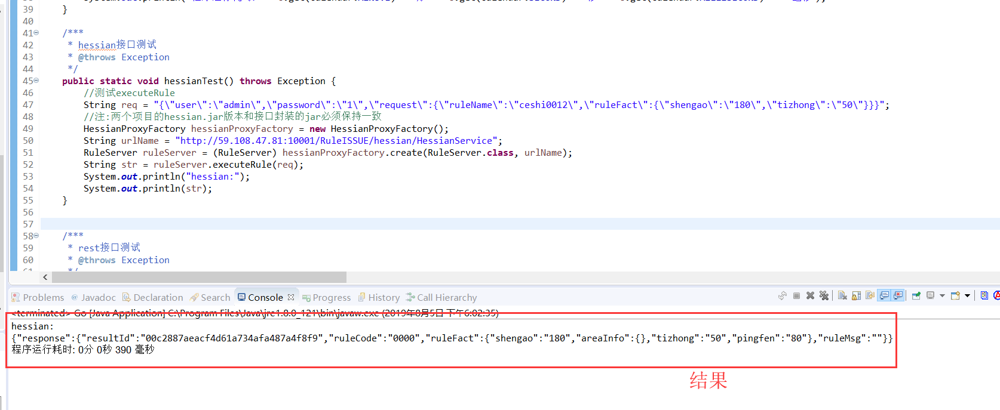 39 }
40
41 /***
42 * hessian接口测试
43 * @throws Exception
44 */
45 public static void hessianTest() throws Exception {
46 //测试executeRule
47 String req = "{\"user\":\"admin\",\"password\":\"1\",\"request\":{\"ruleName\":\"ceshi0012\",\"ruleFact\":{\"shengao\":\"180\",\"tizhong\":\"50\"}}}";
48 //注:两个项目的hessian.jar版本和接口封装的jar必须保持一致
49 HessianProxyFactory hessianProxyFactory = new HessianProxyFactory();
50 String urlName = "http://59.108.47.81:10001/RuleISSUE/hessian/HessianService";
51 RuleServer ruleServer = (RuleServer) hessianProxyFactory.create(RuleServer.class, urlName);
52 String str = ruleServer.executeRule(req);
53 System.out.println("hessian:");
54 System.out.println(str);
55 }
56
57
58 /***
59 * rest接口测试
60 * @throws Exception
Problems @ Javadoc Declaration Search Console Progress History Call Hierarchy
<terminated> Go [Java Application] C:\Program Files\Java\jre1.8.0_121\bin\javaw.exe (2019年8月5日 下午6:02:35)
hessian:
{"response":{"resultId":"00c2887aeacf4d61a734afa487a4f8f9","ruleCode":"0000","ruleFact":{"shengao":"180","areaInfo":{},"tizhong":"50","pingfen":"80"},"ruleMsg":""}}
程序运行耗时: 0分 0秒 390 毫秒
结果